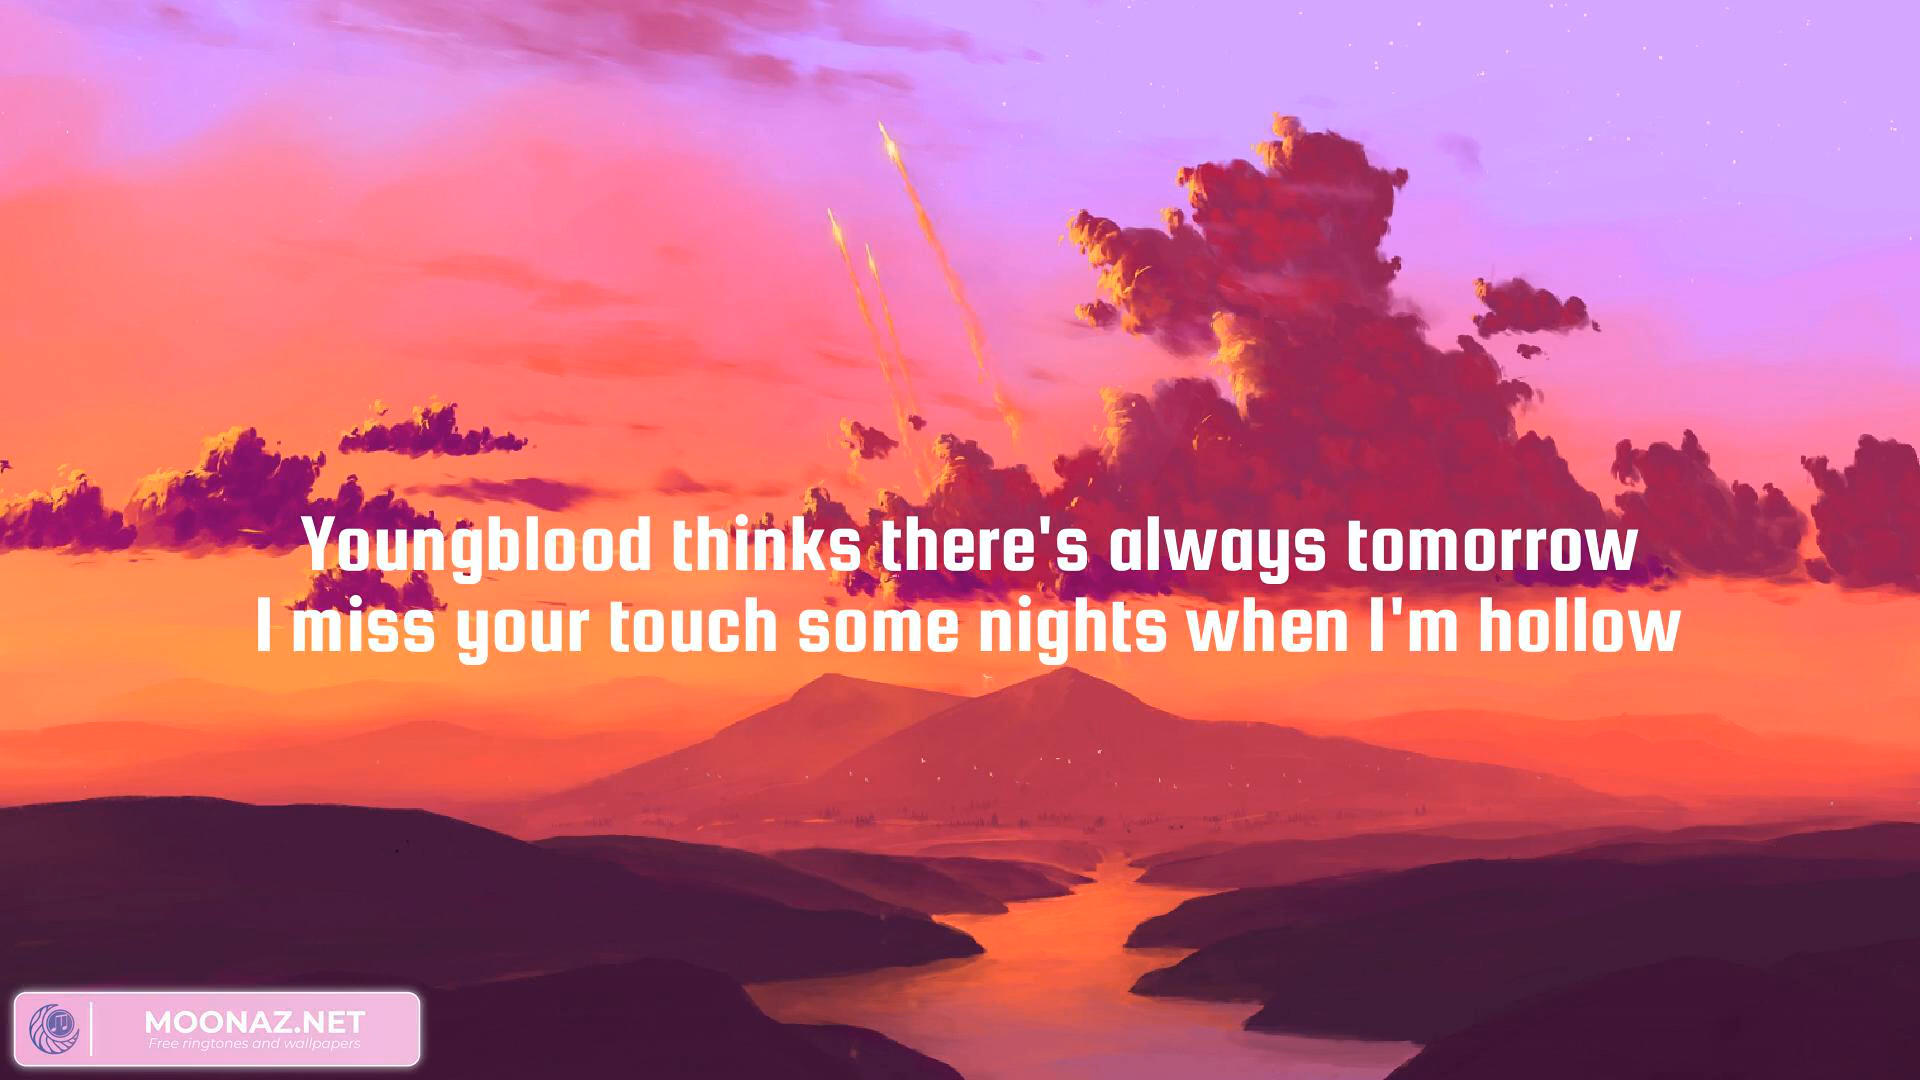 Youngblood thinks there's always tomorrow
I miss your touch some nights when I'm hollow
MOONAZ.NET
Free ringtones and wallpapers